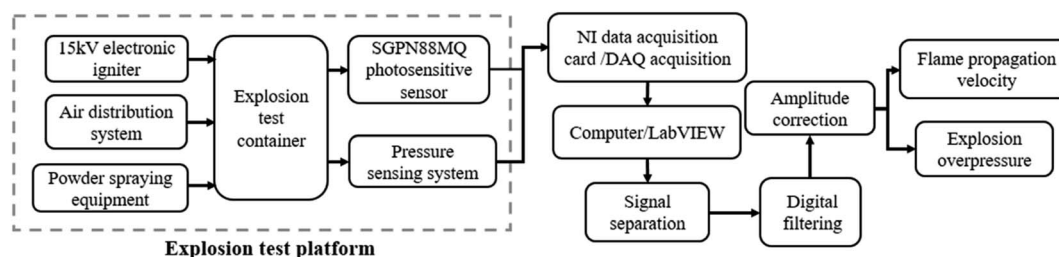 15kV electronic
igniter
Air distribution
system
Powder spraying
equipment
Explosion
test
container
SGPN88MQ
photosensitive
sensor
Pressure
sensing system
Explosion test platform
NI data acquisition
card /DAQ acquisition
Computer/LabVIEW
Signal
separation
Digital
filtering
Amplitude
correction
Flame propagation
velocity
Explosion
overpressure